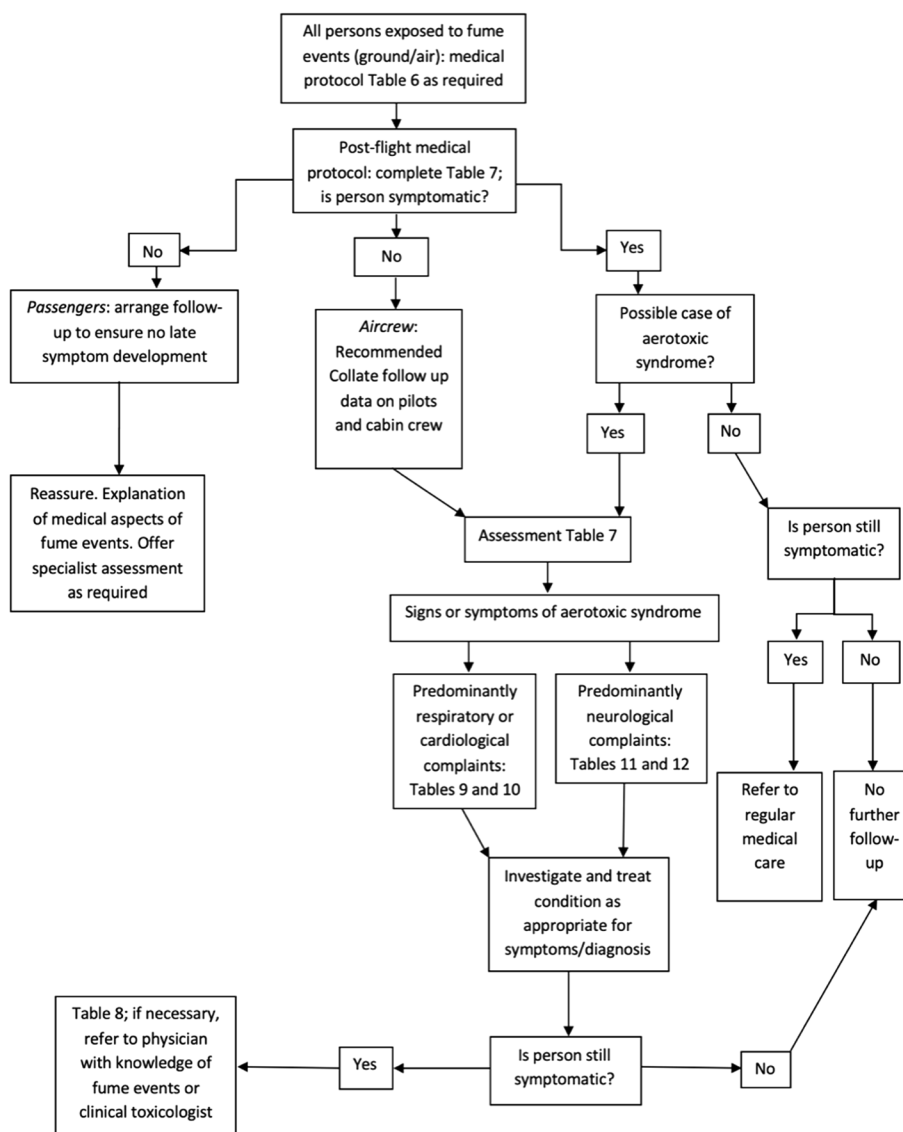 All persons exposed to fume
events (ground/air): medical
protocol Table 6 as required
Post-flight medical
protocol: complete Table 7;
is person symptomatic?
No
No
Yes
Passengers: arrange follow-
up to ensure no late
symptom development
Aircrew:
Recommended
Collate follow up
data on pilots
and cabin crew
Possible case of
aerotoxic
syndrome?
Yes
No
Reassure. Explanation
of medical aspects of
fume events. Offer
specialist assessment
as required
Assessment Table 7
Is person still
symptomatic?
Signs or symptoms of aerotoxic syndrome
Yes
No
Predominantly
respiratory or
cardiological
complaints:
Tables 9 and 10
Predominantly
neurological
complaints:
Tables 11 and 12
Refer to
regular
medical
care
No
further
follow-
up
Investigate and treat
condition as
appropriate for
symptoms/diagnosis
Table 8; if necessary,
refer to physician
with knowledge of
fume events or
clinical toxicologist
Yes
Is person still
symptomatic?
No